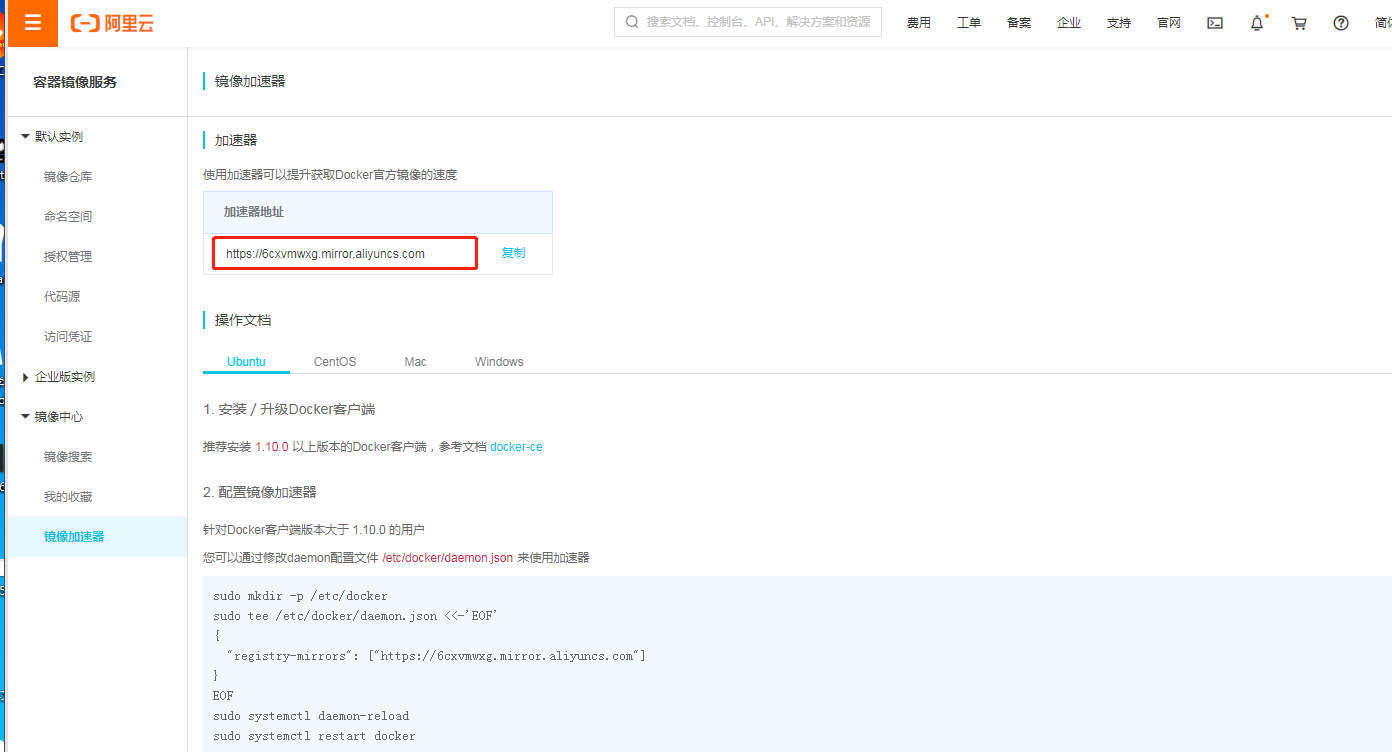 阿里云
搜索文档、控制台、API、解决方案和资源
费用 工单 备案 企业 支持 官网
容器镜像服务
默认实例
镜像仓库
命名空间
授权管理
代码源
访问凭证
企业版实例
镜像中心
镜像搜索
我的收藏
镜像加速器
镜像加速器
加速器
使用加速器可以提升获取Docker官方镜像的速度
加速器地址
https://6cxvmwxg.mirror.aliyuncs.com 复制
操作文档
Ubuntu CentOS Mac Windows
1. 安装 / 升级Docker客户端
推荐安装 1.10.0 以上版本的Docker客户端，参考文档 docker-ce
2. 配置镜像加速器
针对Docker客户端版本大于 1.10.0 的用户
您可以通过修改daemon配置文件 /etc/docker/daemon.json 来使用加速器
sudo mkdir -p /etc/docker
sudo tee /etc/docker/daemon.json <<-'EOF'
{
"registry-mirrors": ["https://6cxvmwxg.mirror.aliyuncs.com"]
}
EOF
sudo systemctl daemon-reload
sudo systemctl restart docker